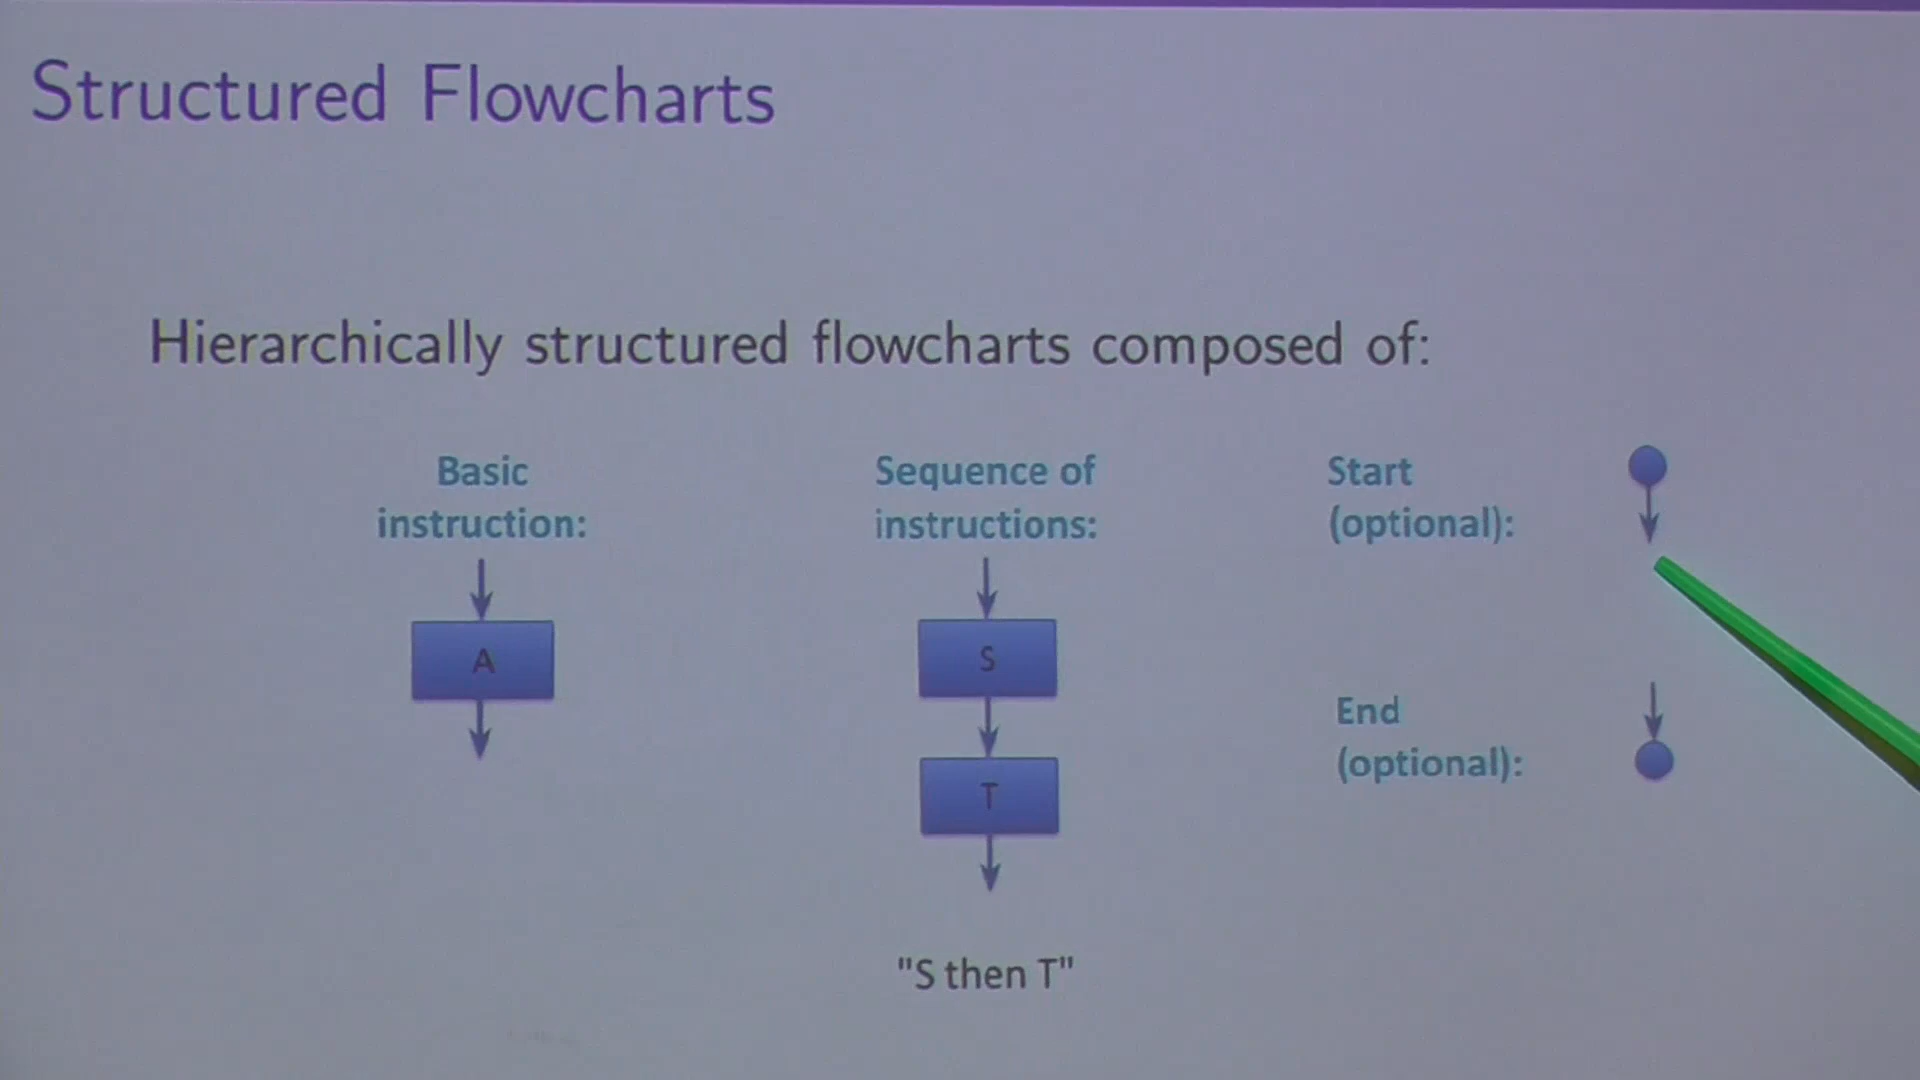 Structured Flowcharts
Hierarchically structured flowcharts composed of:
Basic
instruction:
A
Sequence of
instructions:
S
T
"S then T"
Start
(optional):
End
(optional):